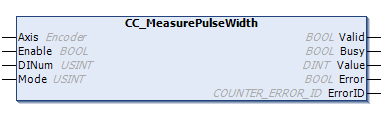 CC_MeasurePulseWidth
Axis Encoder BOOL Valid
Enable BOOL BOOL Busy
DINum USINT DINT Value
Mode USINT BOOL Error
COUNTER_ERROR_ID ErrorID